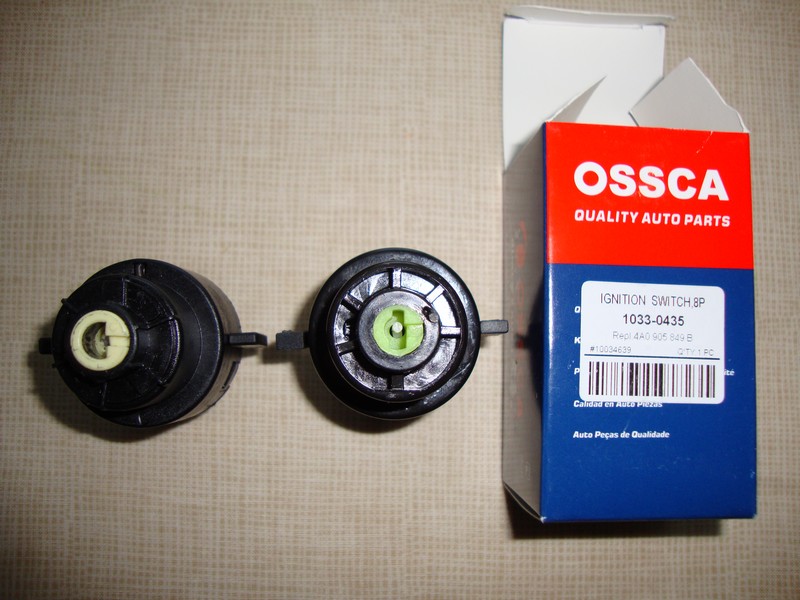 OSSCA
QUALITY AUTO PARTS
IGNITION SWITCH,8P
1033-0435
Repl.4A0 905 849 B
#10034639 Q'TY:1 PC
Calidad en Auto Piezas
Auto Peças de Qualidade